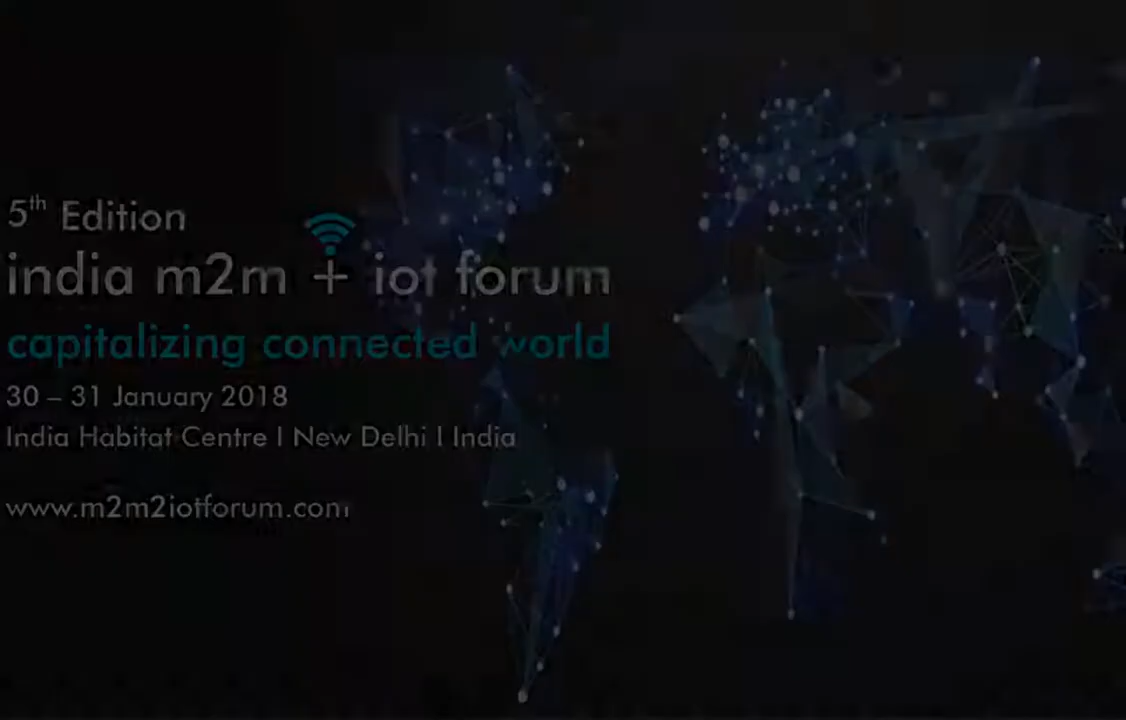 5th Edition
india m2m + iot forum
capitalizing connected world
30 – 31 January 2018
India Habitat Centre | New Delhi | India
www.m2m2iotforum.com